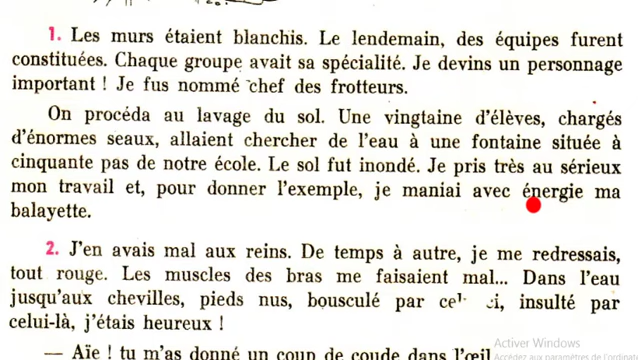 1. Les murs étaient blanchis. Le lendemain, des équipes furent
constituées. Chaque groupe avait sa spécialité. Je devins un personnage
important ! Je fus nommé chef des frotteurs.
On procéda au lavage du sol. Une vingtaine d'élèves, chargés
d'énormes seaux, allaient chercher de l'eau à une fontaine située à
cinquante pas de notre école. Le sol fut inondé. Je pris très au sérieux
mon travail et, pour donner l'exemple, je maniai avec énergie ma
balayette.
2. J'en avais mal aux reins. De temps à autre, je me redressais,
tout rouge. Les muscles des bras me faisaient mal... Dans l'eau
jusqu'aux chevilles, pieds nus, bousculé par insulté par
celui-là, j'étais heureux !
— Aïe ! tu m'as donné un coup de coude dans l'œil
Activer Windows
Accédez aux paramètres de l'ordinate